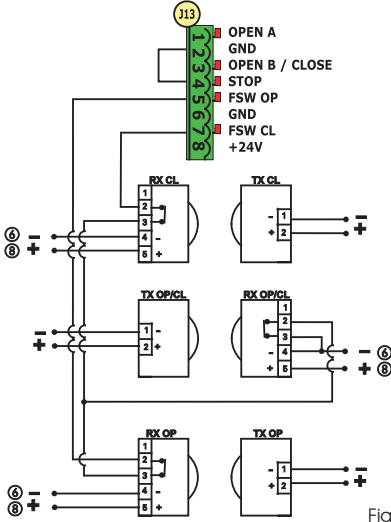 J13
1 OPEN A
2 GND
3 OPEN B / CLOSE
4 STOP
5 FSW OP
6 GND
7 FSW CL
8 +24V
RX CL
1
2
3
6 − 4 −
8 + 5 +
TX CL
− 1 −
+ 2 +
TX OP/CL
− 1 −
+ 2 +
RX OP/CL
1
2
3
− 4 − 6
+ 5 + 8
RX OP
1
2
3
6 − 4 −
8 + 5 +
TX OP
− 1 −
+ 2 +
Fig